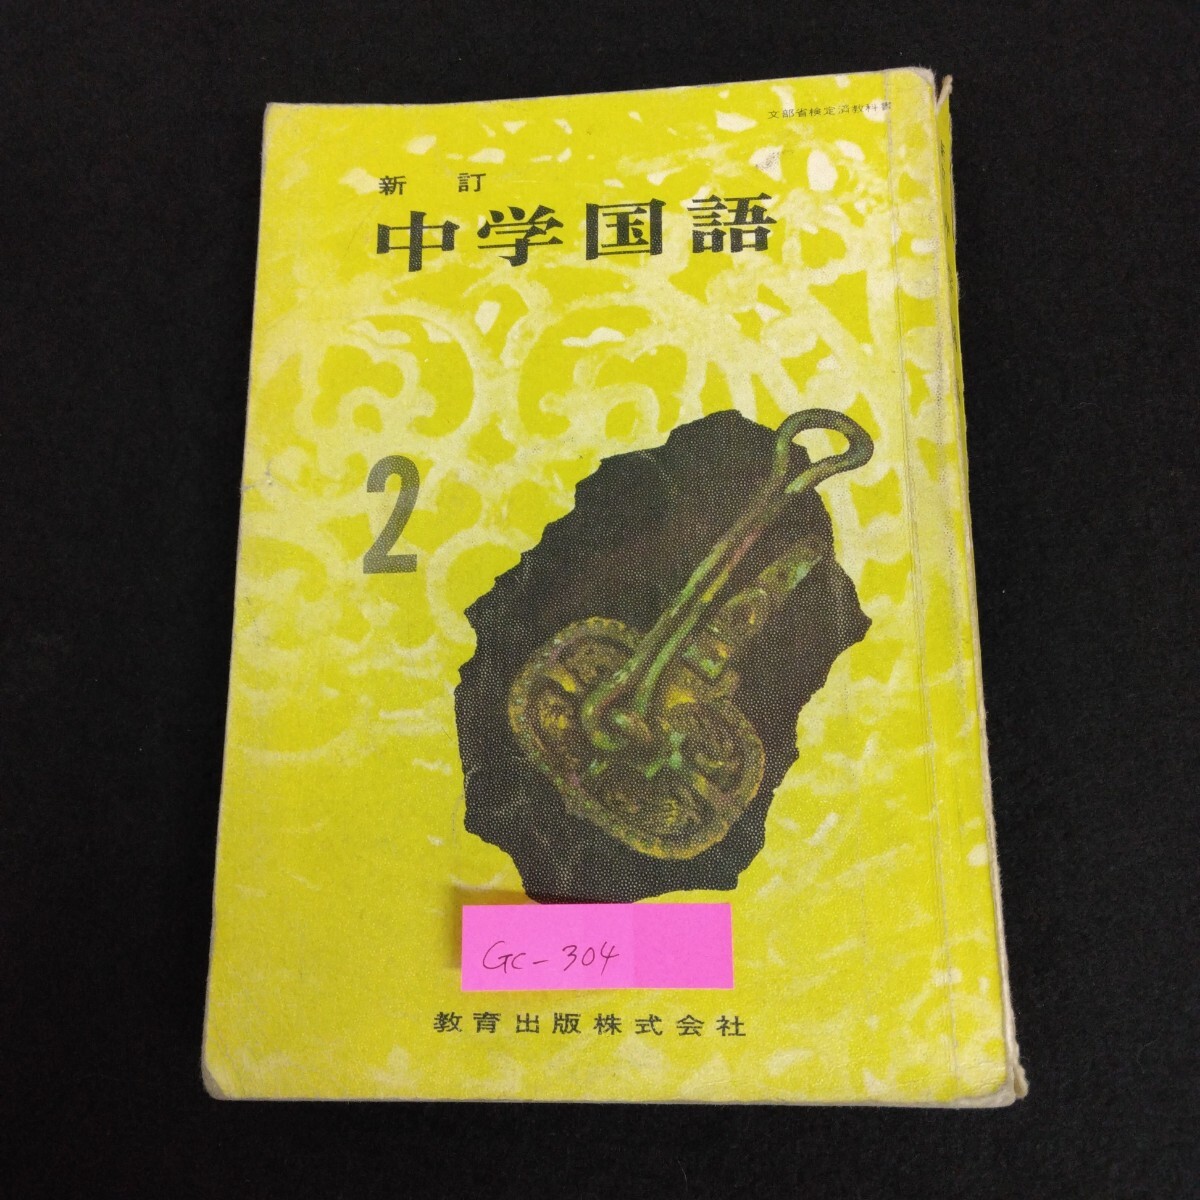 文部省検定済教科書
新訂
中学国語
2
GC-304
教育出版株式会社